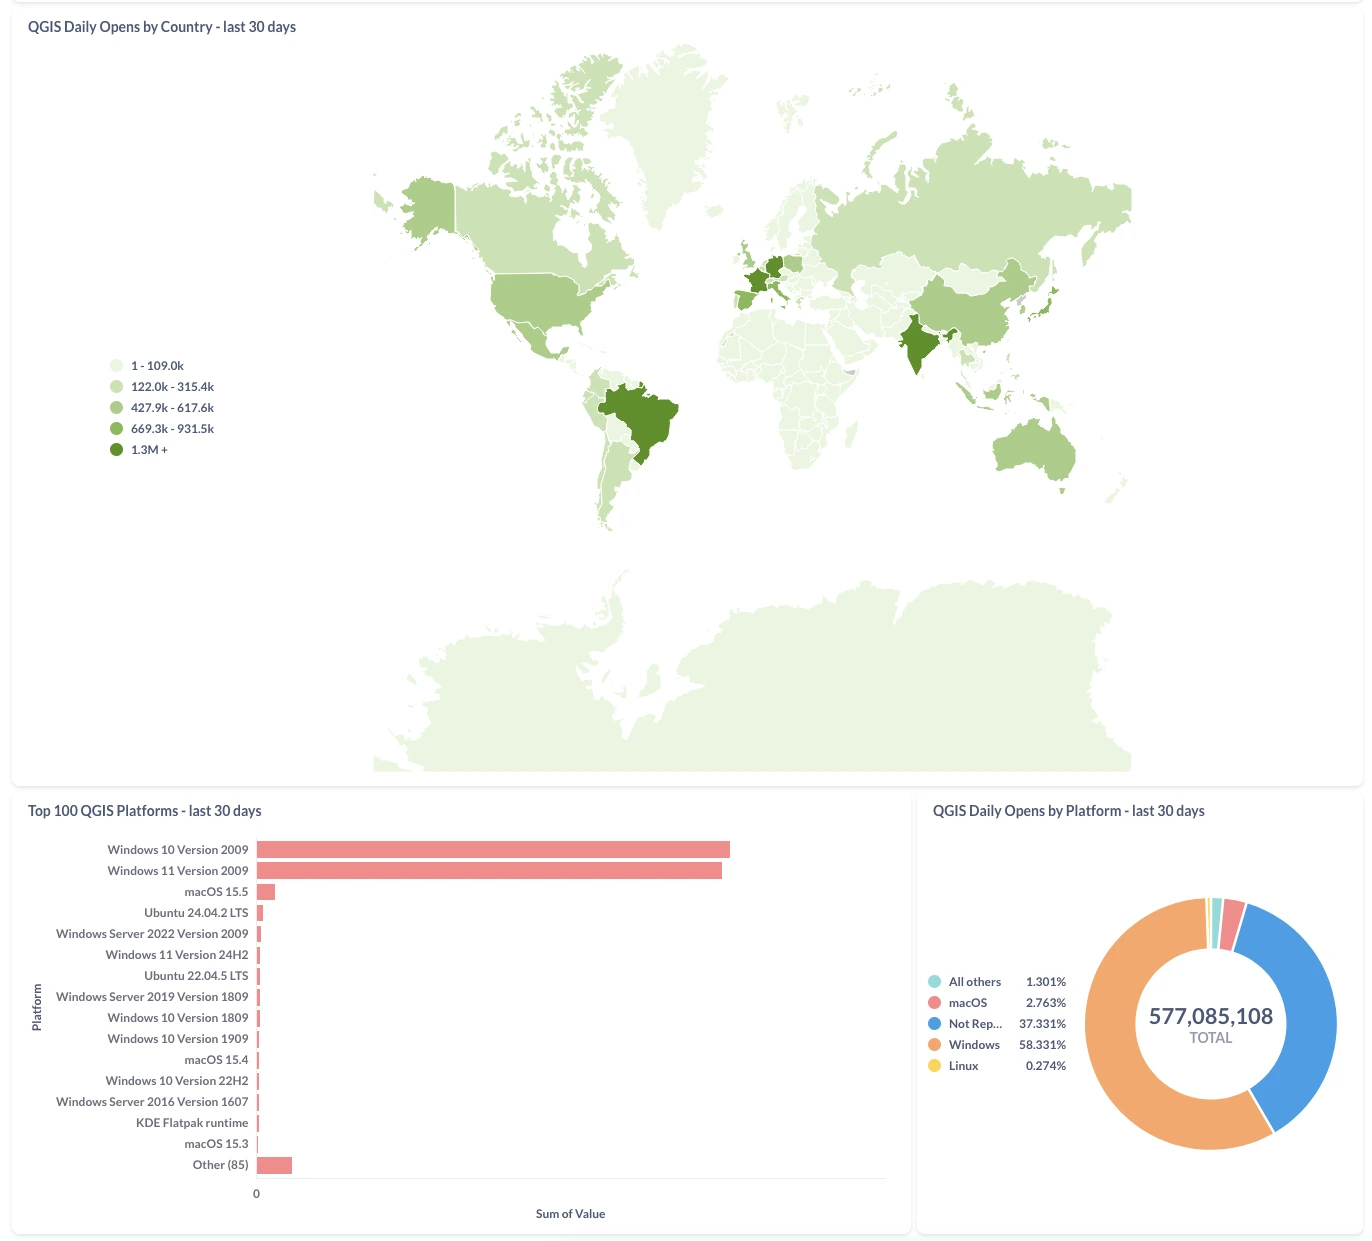 QGIS Daily Opens by Country - last 30 days
1 - 109.0k
122.0k - 315.4k
427.9k - 617.6k
669.3k - 931.5k
1.3M +
Top 100 QGIS Platforms - last 30 days
Platform
Windows 10 Version 2009
Windows 11 Version 2009
macOS 15.5
Ubuntu 24.04.2 LTS
Windows Server 2022 Version 2009
Windows 11 Version 24H2
Ubuntu 22.04.5 LTS
Windows Server 2019 Version 1809
Windows 10 Version 1809
Windows 10 Version 1909
macOS 15.4
Windows 10 Version 22H2
Windows Server 2016 Version 1607
KDE Flatpak runtime
macOS 15.3
Other (85)
0
Sum of Value
QGIS Daily Opens by Platform - last 30 days
All others 1.301%
macOS 2.763%
Not Rep... 37.331%
Windows 58.331%
Linux 0.274%
577,085,108
TOTAL